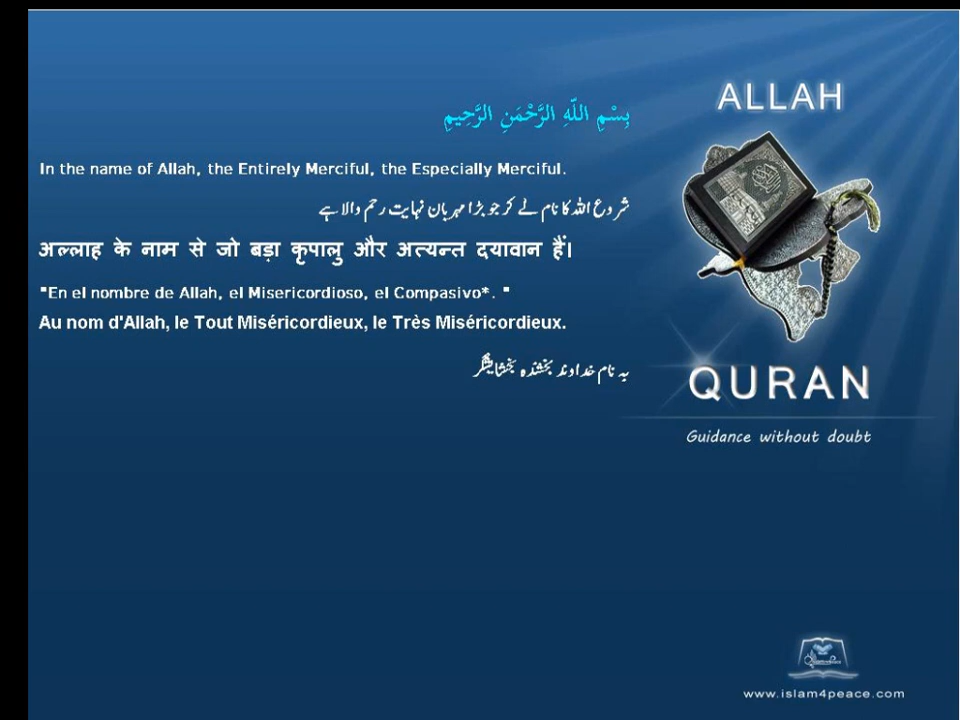 بِسْمِ اللّهِ الرَّحْمَنِ الرَّحِيمِ
In the name of Allah, the Entirely Merciful, the Especially Merciful.
شروع الله کا نام لے کر جو بڑا مہربان نہایت رحم والا ہے
अल्लाह के नाम से जो बड़ा कृपालु और अत्यन्त दयावान हैं।
"En el nombre de Allah, el Misericordioso, el Compasivo*. "
Au nom d'Allah, le Tout Miséricordieux, le Très Miséricordieux.
به نام خداوند بخشنده بخشایشگر
ALLAH
QURAN
Guidance without doubt
www.islam4peace.com